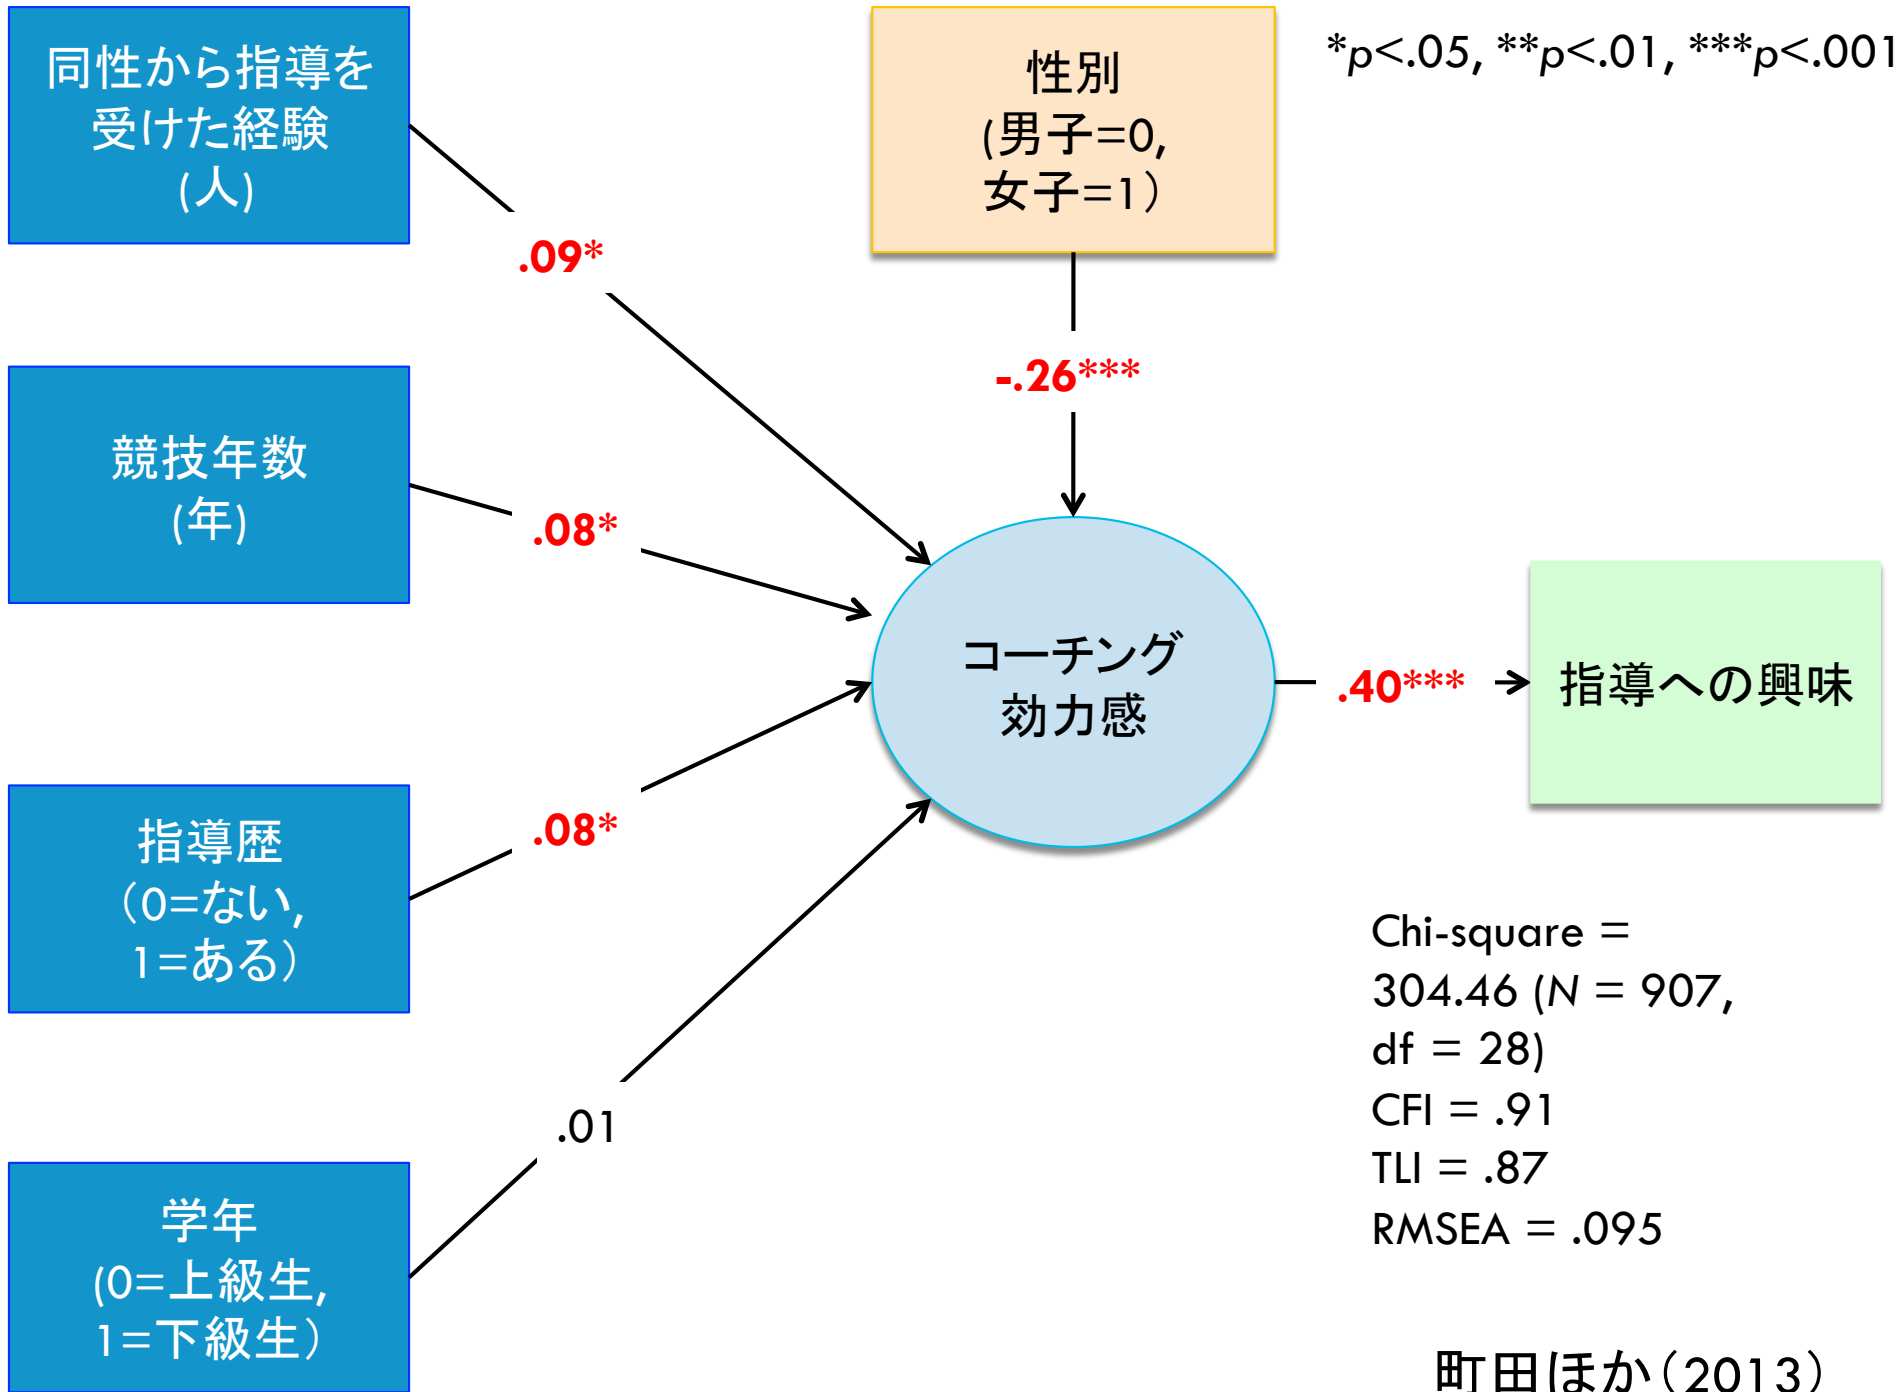 同性から指導を
受けた経験
(人)
性別
(男子=0,
女子=1）
*p<.05, **p<.01, ***p<.001
.09*
-.26***
競技年数
(年)
.08*
コーチング
効力感
.40***
指導への興味
指導歴
（0=ない,
1=ある）
.08*
.01
学年
(0=上級生,
1=下級生）
Chi-square =
304.46 (N = 907,
df = 28)
CFI = .91
TLI = .87
RMSEA = .095
町田ほか（2013）